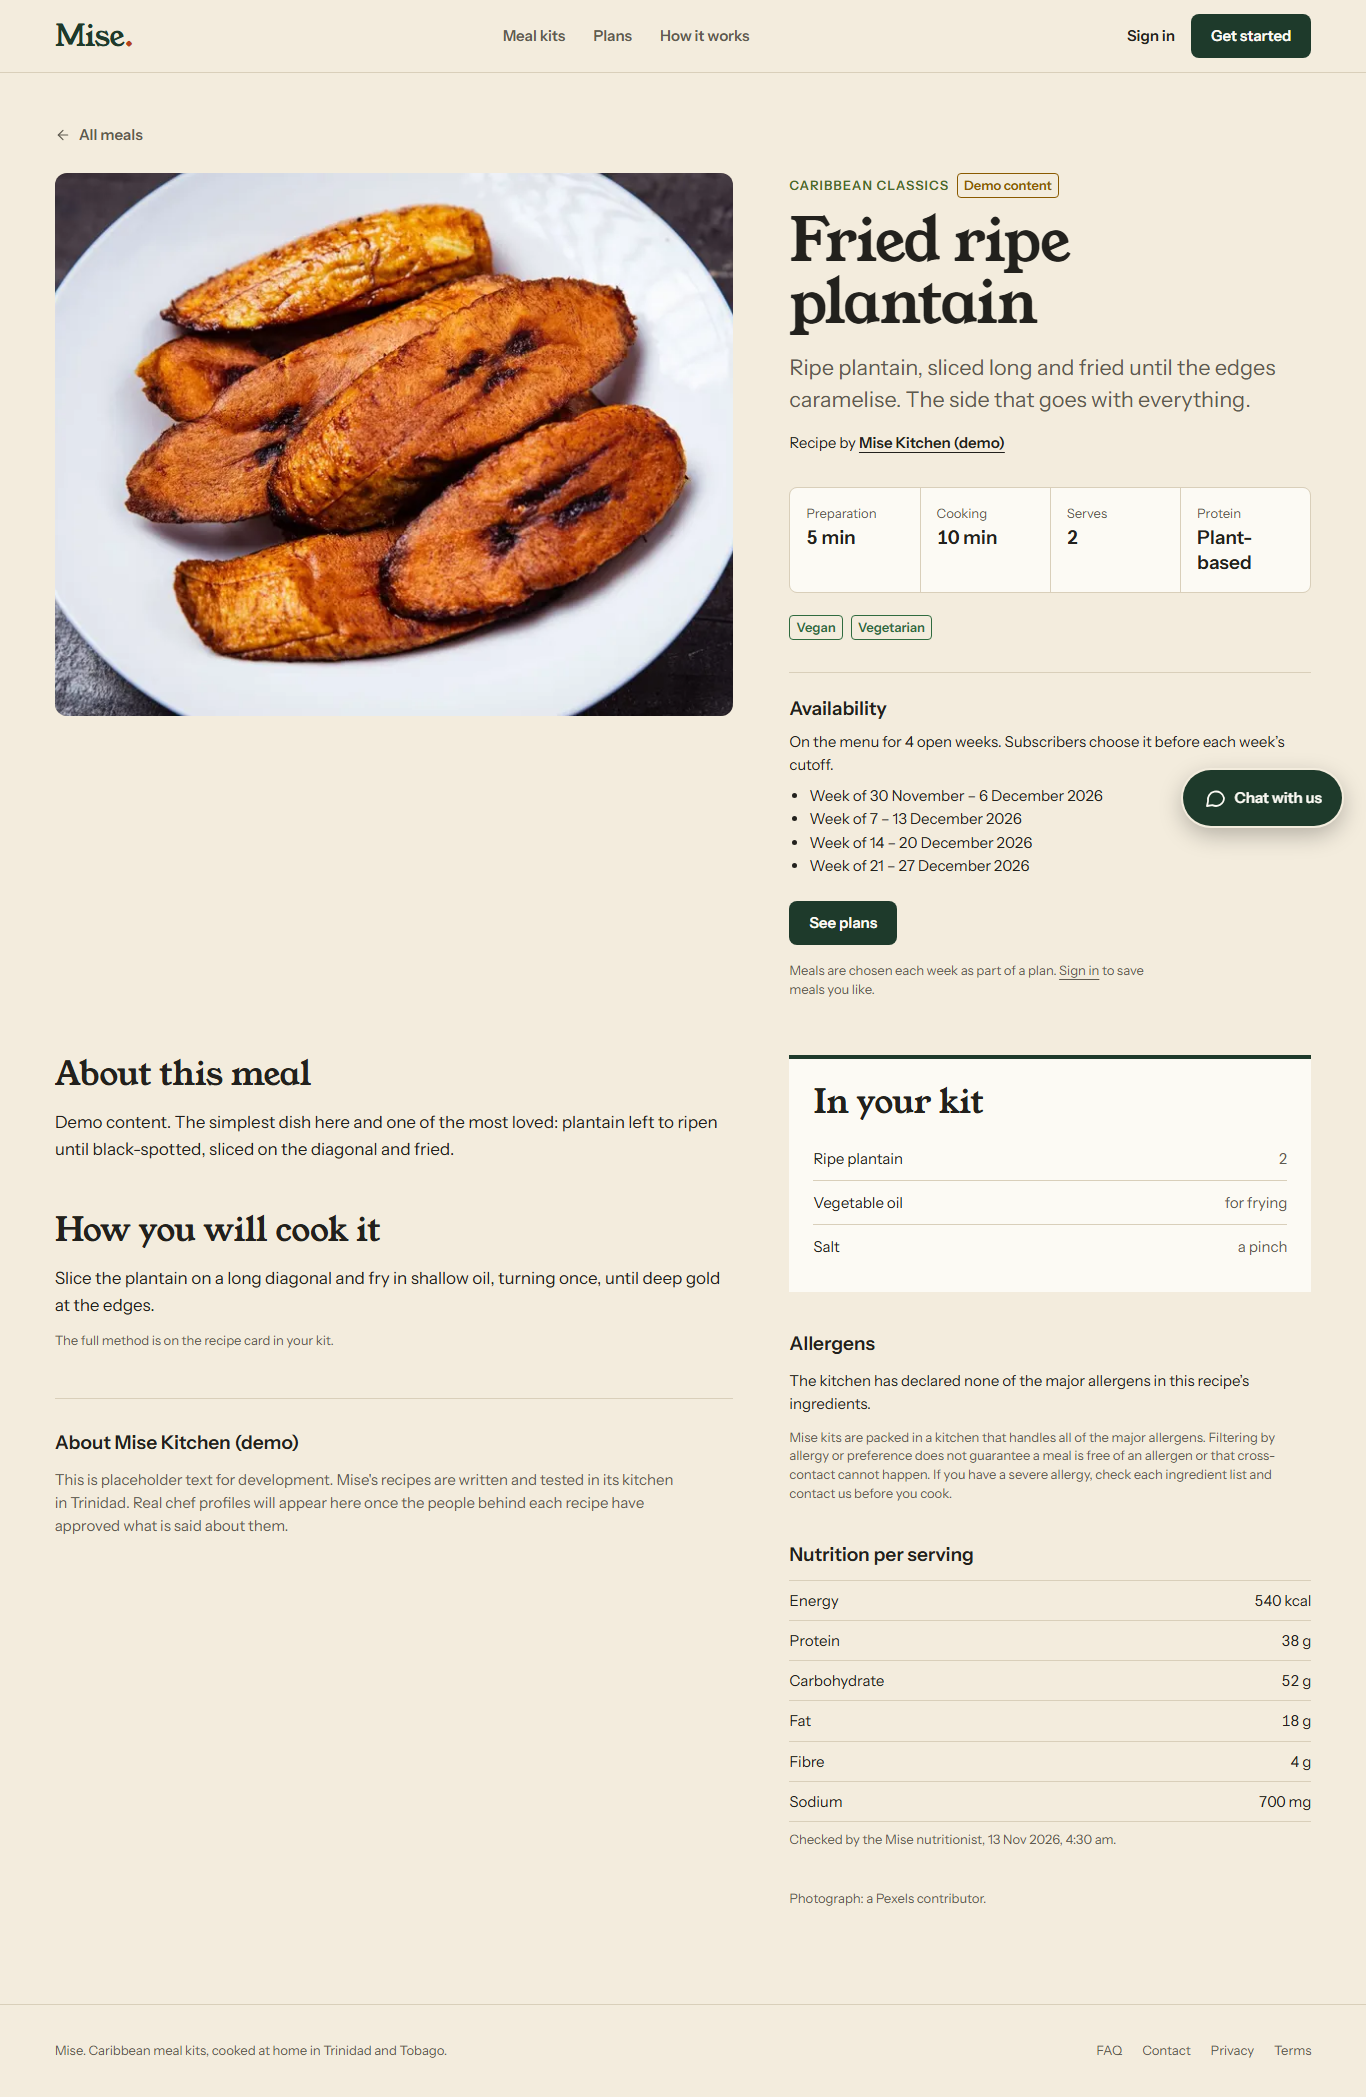 Mise.
Meal kits
Plans
How it works
Sign in
Get started
All meals
CARIBBEAN CLASSICS
Demo content
Fried ripe
plantain
Ripe plantain, sliced long and fried until the edges
caramelise. The side that goes with everything.
Recipe by Mise Kitchen (demo)
Preparation
5 min
Cooking
10 min
Serves
2
Protein
Plant-
based
Vegan
Vegetarian
Availability
On the menu for 4 open weeks. Subscribers choose it before each week’s
cutoff.
Week of 30 November – 6 December 2026
Week of 7 – 13 December 2026
Week of 14 – 20 December 2026
Week of 21 – 27 December 2026
Chat with us
See plans
Meals are chosen each week as part of a plan. Sign in to save
meals you like.
About this meal
Demo content. The simplest dish here and one of the most loved: plantain left to ripen
until black-spotted, sliced on the diagonal and fried.
How you will cook it
Slice the plantain on a long diagonal and fry in shallow oil, turning once, until deep gold
at the edges.
The full method is on the recipe card in your kit.
About Mise Kitchen (demo)
This is placeholder text for development. Mise's recipes are written and tested in its kitchen
in Trinidad. Real chef profiles will appear here once the people behind each recipe have
approved what is said about them.
In your kit
Ripe plantain 2
Vegetable oil for frying
Salt a pinch
Allergens
The kitchen has declared none of the major allergens in this recipe’s
ingredients.
Mise kits are packed in a kitchen that handles all of the major allergens. Filtering by
allergy or preference does not guarantee a meal is free of an allergen or that cross-
contact cannot happen. If you have a severe allergy, check each ingredient list and
contact us before you cook.
Nutrition per serving
Energy 540 kcal
Protein 38 g
Carbohydrate 52 g
Fat 18 g
Fibre 4 g
Sodium 700 mg
Checked by the Mise nutritionist, 13 Nov 2026, 4:30 am.
Photograph: a Pexels contributor.
Mise. Caribbean meal kits, cooked at home in Trinidad and Tobago.
FAQ
Contact
Privacy
Terms